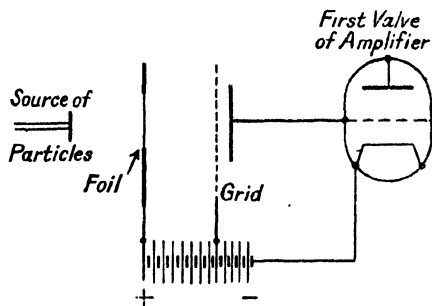 First Valve
of Amplifier
Source of
Particles
Foil
Grid
+ −